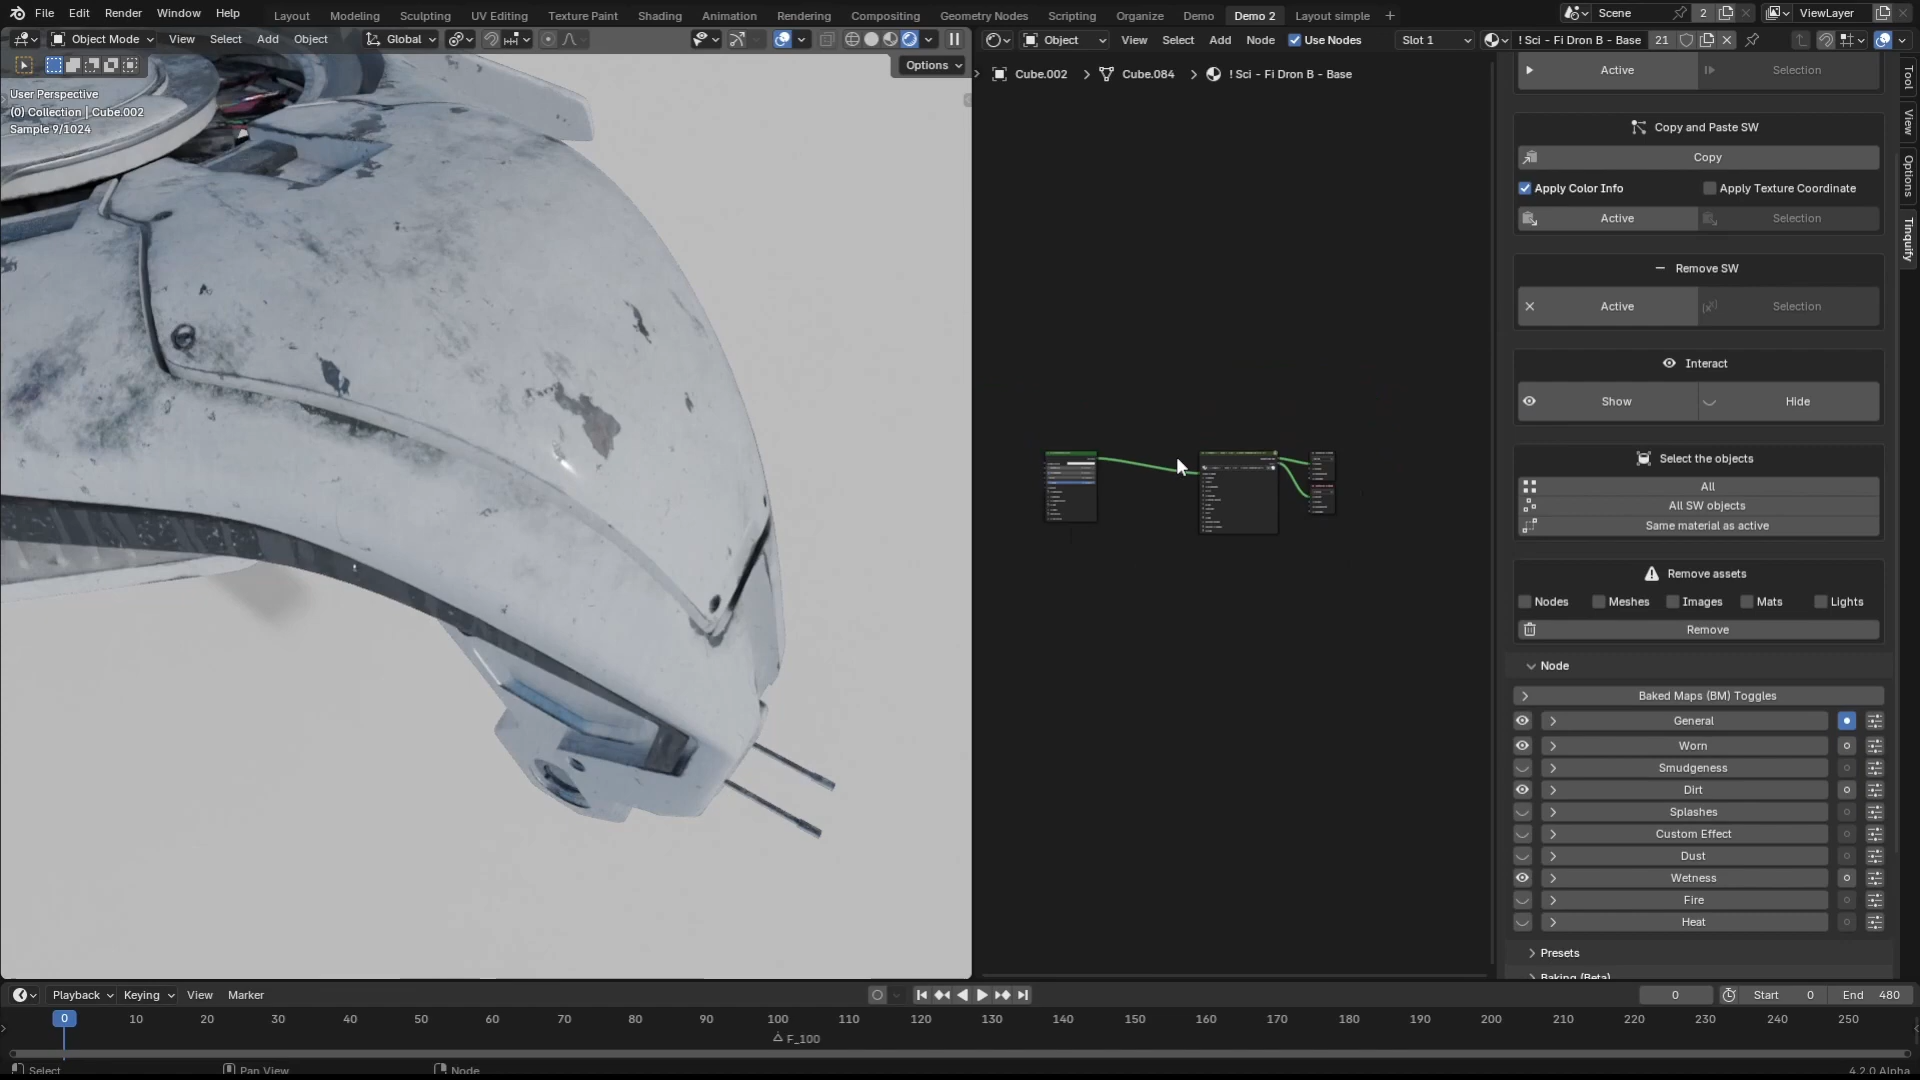 File Edit Render Window Help Layout Modeling Sculpting UV Editing Texture Paint Shading Animation Rendering Compositing Geometry Nodes Scripting Organize Demo Demo 2 Layout simple + Scene 2 ViewLayer
Object Mode View Select Add Object Global
Object View Select Add Node Use Nodes Slot 1 ! Sci - Fi Dron B - Base 21
Options
User Perspective
(0) Collection | Cube.002
Sample 9/1024
Cube.002 > Cube.084 > ! Sci - Fi Dron B - Base
Active Selection
Copy and Paste SW
Copy
Apply Color Info Apply Texture Coordinate
Active Selection
Remove SW
Active Selection
Interact
Show Hide
Select the objects
All
All SW objects
Same material as active
Remove assets
Nodes Meshes Images Mats Lights
Remove
Node
Baked Maps (BM) Toggles
General
Worn
Smudgeness
Dirt
Splashes
Custom Effect
Dust
Wetness
Fire
Heat
Presets
Baking (Beta)
Tool
View
Options
Tinquify
Playback Keying View Marker 0 Start 0 End 480
0 10 20 30 40 50 60 70 80 90 100 110 120 130 140 150 160 170 180 190 200 210 220 230 240 250
F_100
Select Pan View Node 4.2.0 Alpha